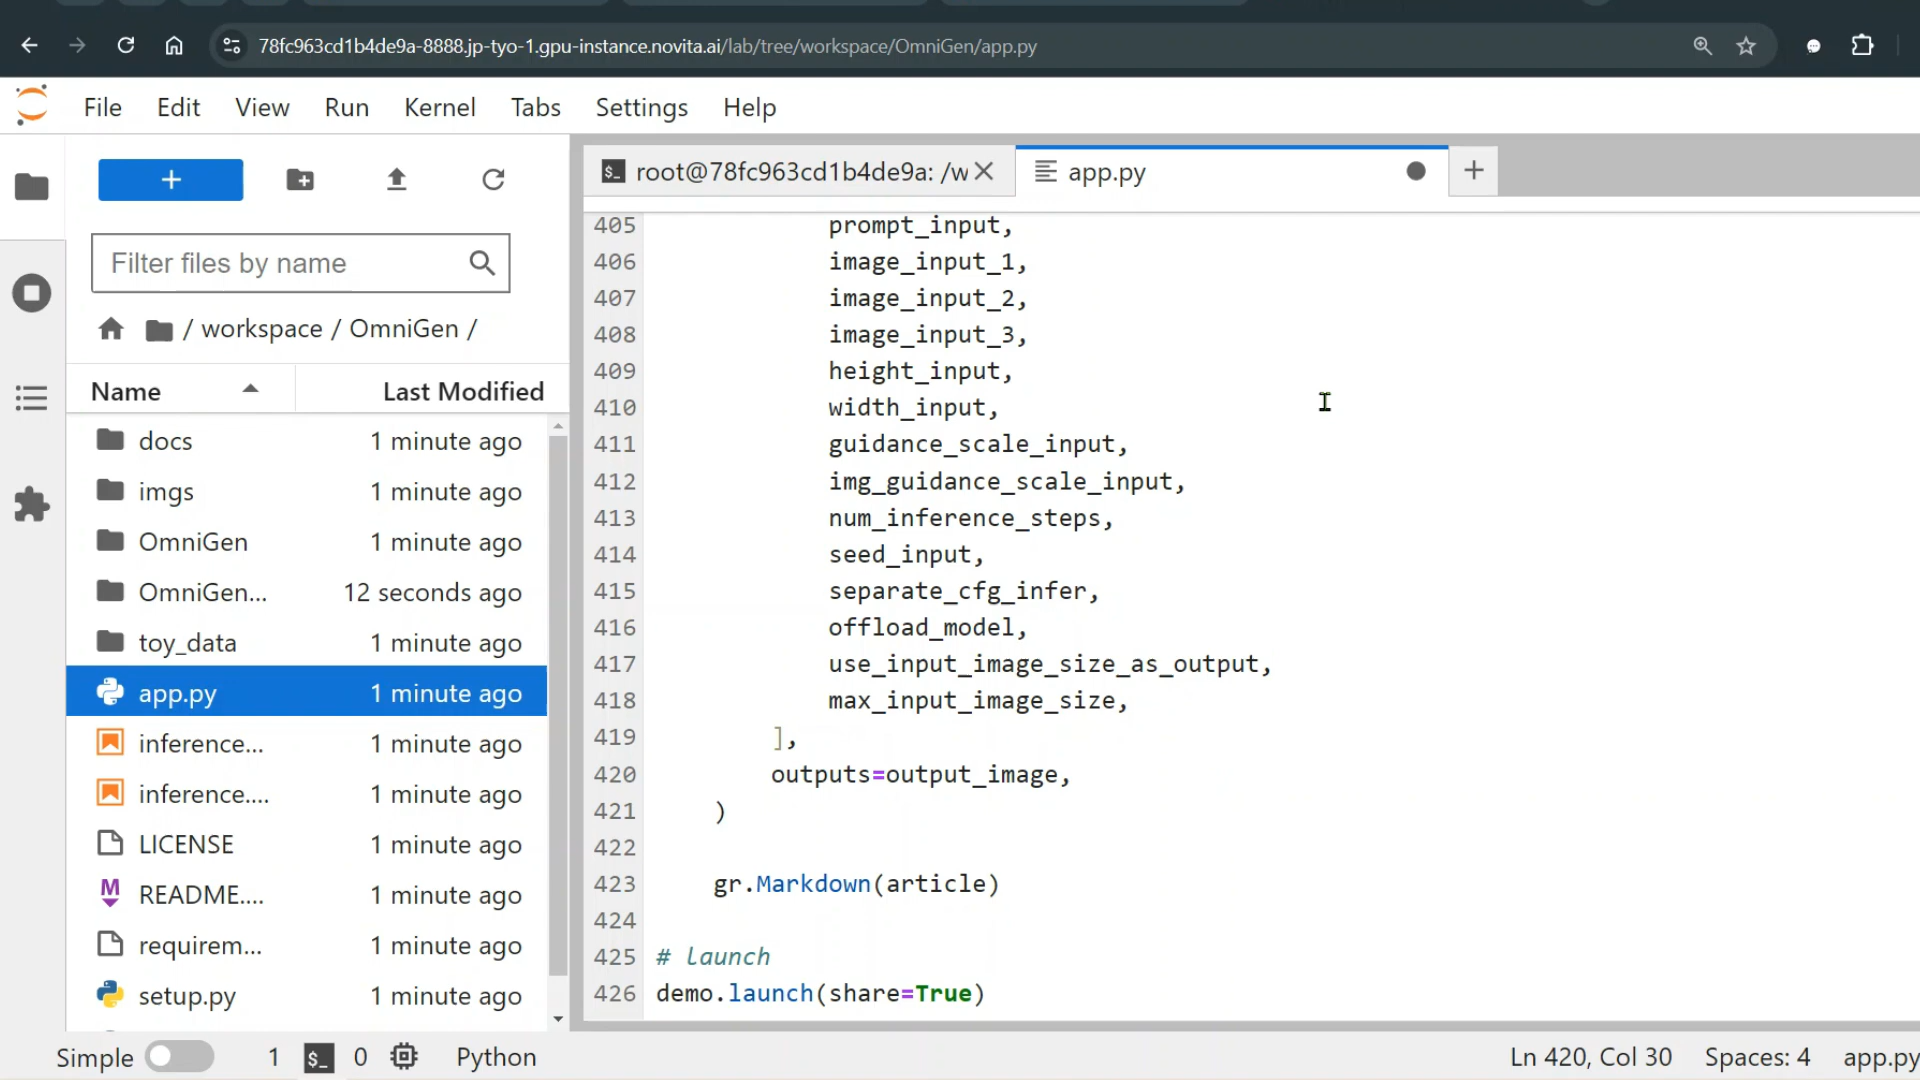 78fc963cd1b4de9a-8888.jp-tyo-1.gpu-instance.novita.ai/lab/tree/workspace/OmniGen/app.py
File Edit View Run Kernel Tabs Settings Help
+
root@78fc963cd1b4de9a: /w
app.py
+
Filter files by name
/ workspace / OmniGen /
Name Last Modified
docs 1 minute ago
imgs 1 minute ago
OmniGen 1 minute ago
OmniGen... 12 seconds ago
toy_data 1 minute ago
app.py 1 minute ago
inference... 1 minute ago
inference.... 1 minute ago
LICENSE 1 minute ago
README.... 1 minute ago
requirem... 1 minute ago
setup.py 1 minute ago
405 prompt_input,
406 image_input_1,
407 image_input_2,
408 image_input_3,
409 height_input,
410 width_input,
411 guidance_scale_input,
412 img_guidance_scale_input,
413 num_inference_steps,
414 seed_input,
415 separate_cfg_infer,
416 offload_model,
417 use_input_image_size_as_output,
418 max_input_image_size,
419 ],
420 outputs=output_image,
421 )
422
423 gr.Markdown(article)
424
425 # launch
426 demo.launch(share=True)
Simple 1 $_ 0 Python Ln 420, Col 30 Spaces: 4 app.py